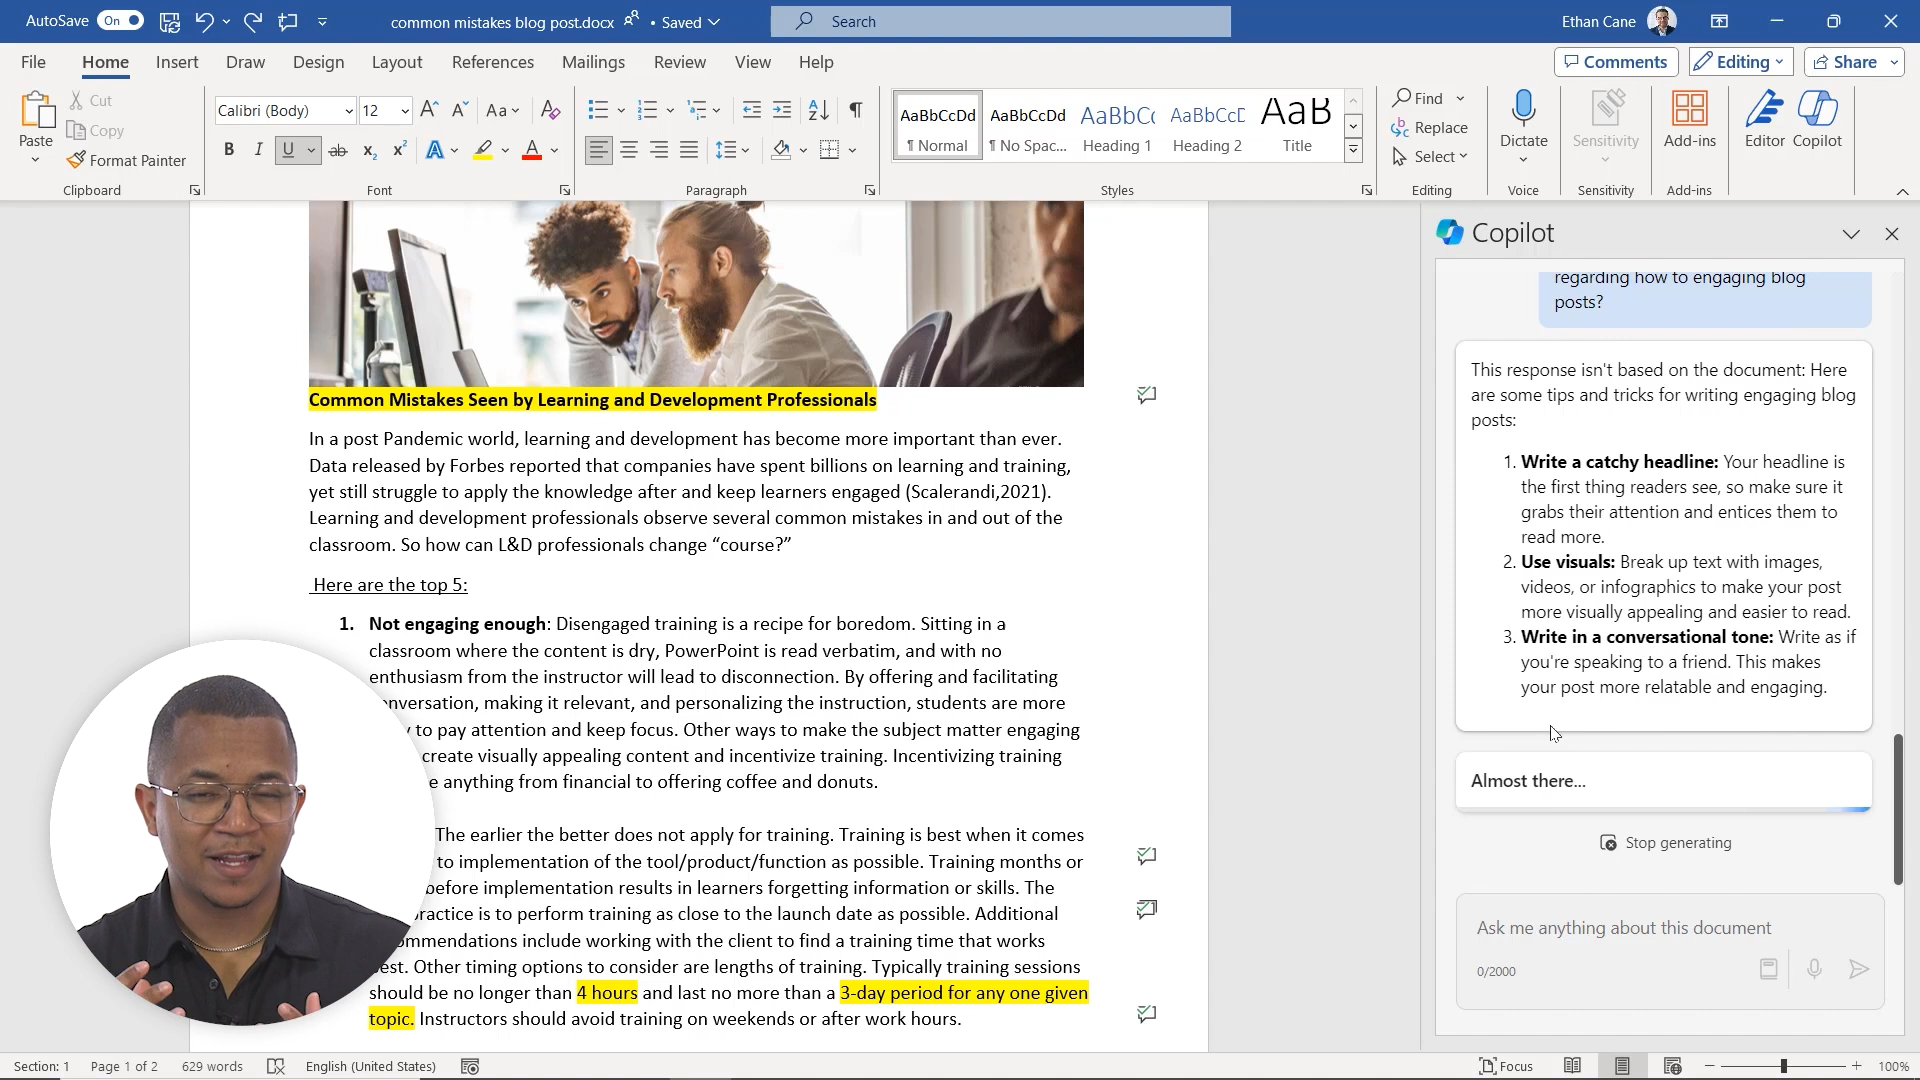 AutoSave On common mistakes blog post.docx • Saved Search Ethan Cane
File Home Insert Draw Design Layout References Mailings Review View Help Comments Editing Share
Paste
Cut
Copy
Format Painter
Clipboard
Calibri (Body) 12
Font
Paragraph
AaBbCcDd AaBbCcDd AaBbCc AaBbCcD AaB
¶ Normal ¶ No Spac... Heading 1 Heading 2 Title
Styles
Find
Replace
Select
Editing
Dictate
Voice
Sensitivity
Sensitivity
Add-ins
Add-ins
Editor Copilot
Common Mistakes Seen by Learning and Development Professionals
In a post Pandemic world, learning and development has become more important than ever.
Data released by Forbes reported that companies have spent billions on learning and training,
yet still struggle to apply the knowledge after and keep learners engaged (Scalerandi,2021).
Learning and development professionals observe several common mistakes in and out of the
classroom. So how can L&D professionals change “course?”
Here are the top 5:
1. Not engaging enough: Disengaged training is a recipe for boredom. Sitting in a
classroom where the content is dry, PowerPoint is read verbatim, and with no
enthusiasm from the instructor will lead to disconnection. By offering and facilitating
nversation, making it relevant, and personalizing the instruction, students are more
to pay attention and keep focus. Other ways to make the subject matter engaging
create visually appealing content and incentivize training. Incentivizing training
e anything from financial to offering coffee and donuts.
The earlier the better does not apply for training. Training is best when it comes
to implementation of the tool/product/function as possible. Training months or
before implementation results in learners forgetting information or skills. The
ractice is to perform training as close to the launch date as possible. Additional
ommendations include working with the client to find a training time that works
est. Other timing options to consider are lengths of training. Typically training sessions
should be no longer than 4 hours and last no more than a 3-day period for any one given
topic. Instructors should avoid training on weekends or after work hours.
Copilot
regarding how to engaging blog
posts?
This response isn't based on the document: Here
are some tips and tricks for writing engaging blog
posts:
1. Write a catchy headline: Your headline is
the first thing readers see, so make sure it
grabs their attention and entices them to
read more.
2. Use visuals: Break up text with images,
videos, or infographics to make your post
more visually appealing and easier to read.
3. Write in a conversational tone: Write as if
you're speaking to a friend. This makes
your post more relatable and engaging.
Almost there...
Stop generating
Ask me anything about this document
0/2000
Section: 1 Page 1 of 2 629 words English (United States) Focus 100%